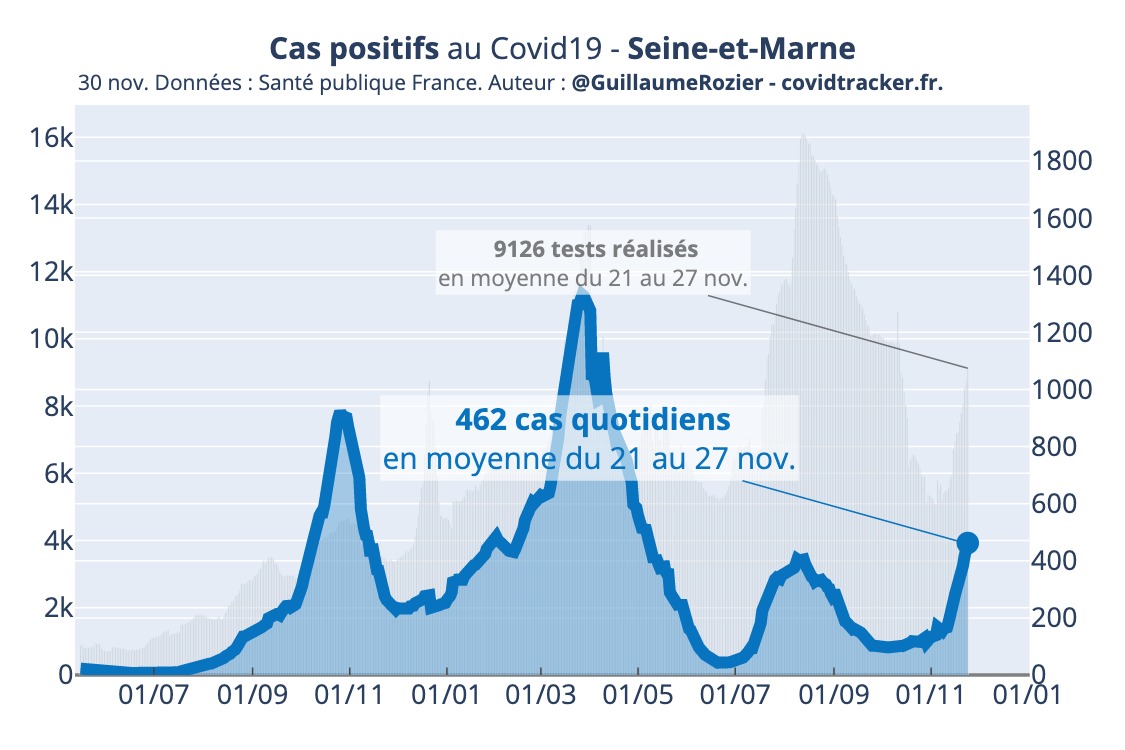 Cas positifs au Covid19 - Seine-et-Marne
30 nov. Données : Santé publique France. Auteur : @GuillaumeRozier - covidtracker.fr.
16k
14k
12k
10k
8k
6k
4k
2k
0
1800
1600
1400
1200
1000
800
600
400
200
0
9126 tests réalisés
en moyenne du 21 au 27 nov.
462 cas quotidiens
en moyenne du 21 au 27 nov.
01/07 01/09 01/11 01/01 01/03 01/05 01/07 01/09 01/11 01/01